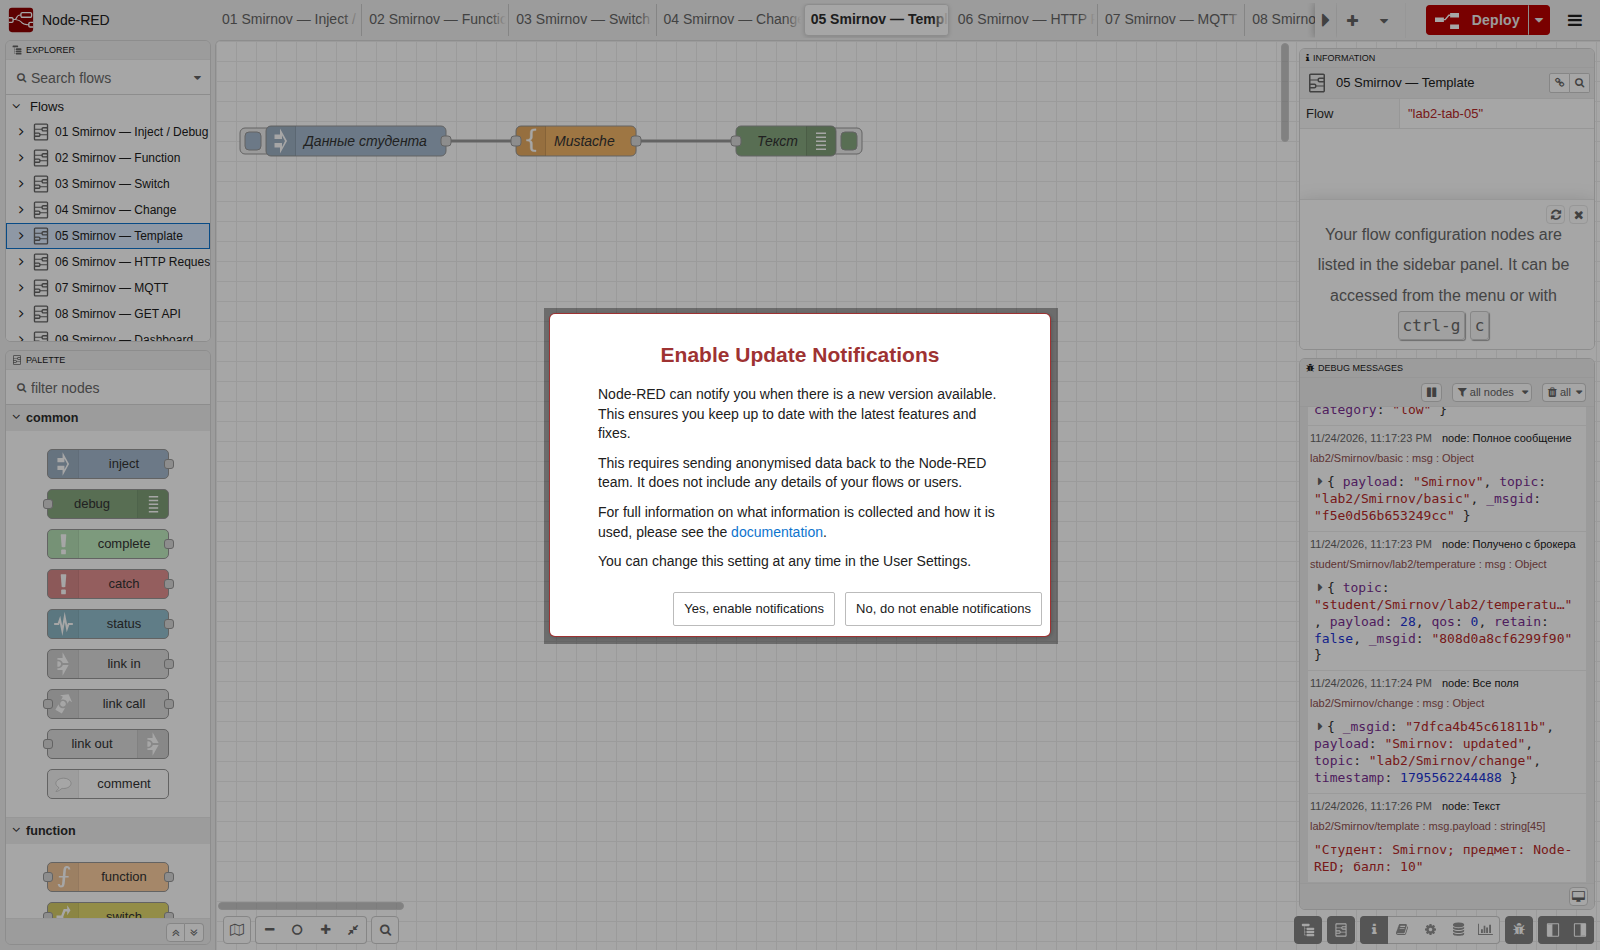 Node-RED
01 Smirnov — Inject /
02 Smirnov — Functi
03 Smirnov — Switch
04 Smirnov — Chang
05 Smirnov — Temp
06 Smirnov — HTTP
07 Smirnov — MQTT
08 Smirno
Deploy
EXPLORER
Search flows
Flows
01 Smirnov — Inject / Debug
02 Smirnov — Function
03 Smirnov — Switch
04 Smirnov — Change
05 Smirnov — Template
06 Smirnov — HTTP Reques
07 Smirnov — MQTT
08 Smirnov — GET API
09 Smirnov — Dashboard
PALETTE
filter nodes
common
inject
debug
complete
catch
status
link in
link call
link out
comment
function
function
switch
Данные студента
Mustache
Текст
Enable Update Notifications
Node-RED can notify you when there is a new version available.
This ensures you keep up to date with the latest features and
fixes.
This requires sending anonymised data back to the Node-RED
team. It does not include any details of your flows or users.
For full information on what information is collected and how it is
used, please see the documentation.
You can change this setting at any time in the User Settings.
Yes, enable notifications
No, do not enable notifications
INFORMATION
05 Smirnov — Template
Flow "lab2-tab-05"
Your flow configuration nodes are
listed in the sidebar panel. It can be
accessed from the menu or with
ctrl-g c
DEBUG MESSAGES
all nodes
all
category: "low" }
11/24/2026, 11:17:23 PM node: Полное сообщение
lab2/Smirnov/basic : msg : Object
{ payload: "Smirnov", topic:
"lab2/Smirnov/basic", _msgid:
"f5e0d56b653249cc" }
11/24/2026, 11:17:23 PM node: Получено с брокера
student/Smirnov/lab2/temperature : msg : Object
{ topic:
"student/Smirnov/lab2/temperatu…"
, payload: 28, qos: 0, retain:
false, _msgid: "808d0a8cf6299f90"
}
11/24/2026, 11:17:24 PM node: Все поля
lab2/Smirnov/change : msg : Object
{ _msgid: "7dfca4b45c61811b",
payload: "Smirnov: updated",
topic: "lab2/Smirnov/change",
timestamp: 1795562244488 }
11/24/2026, 11:17:26 PM node: Текст
lab2/Smirnov/template : msg.payload : string[45]
"Студент: Smirnov; предмет: Node-
RED; балл: 10"